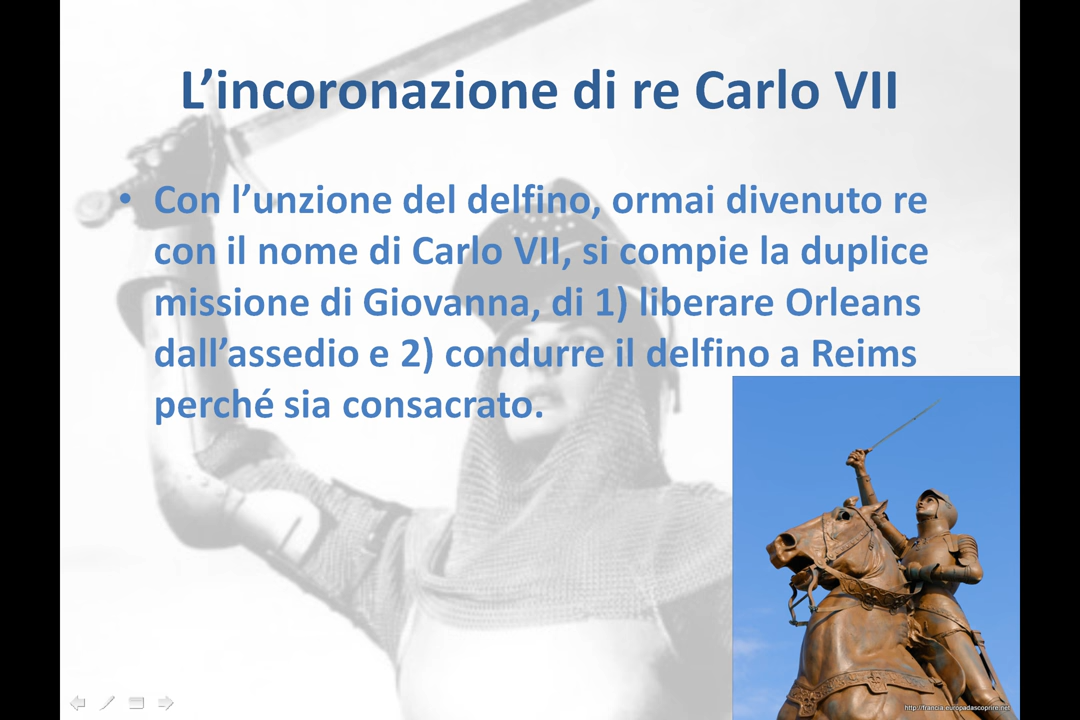 L’incoronazione di re Carlo VII
• Con l’unzione del delfino, ormai divenuto re
con il nome di Carlo VII, si compie la duplice
missione di Giovanna, di 1) liberare Orleans
dall’assedio e 2) condurre il delfino a Reims
perché sia consacrato.
http://francia.europadascoprire.net